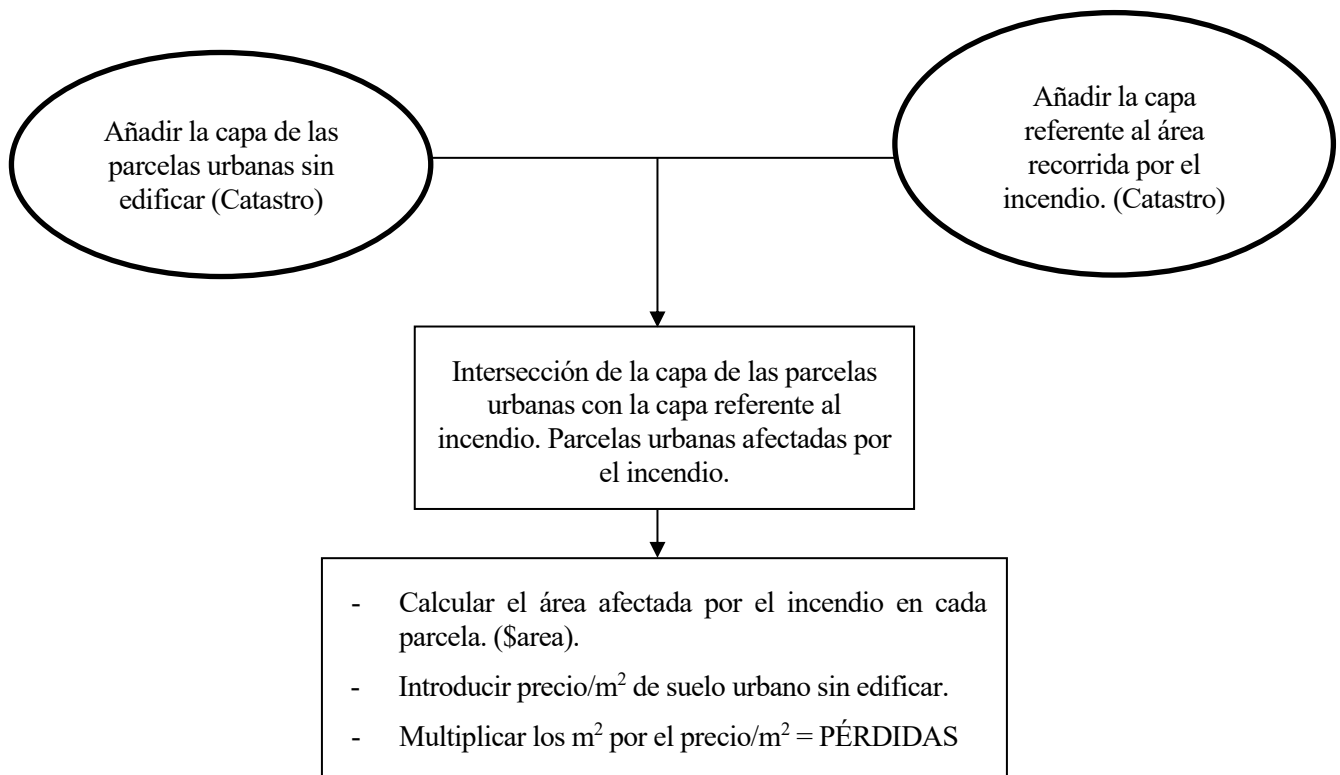 Añadir la capa de las
parcelas urbanas sin
edificar (Catastro)
Añadir la capa
referente al área
recorrida por el
incendio. (Catastro)
Intersección de la capa de las parcelas
urbanas con la capa referente al
incendio. Parcelas urbanas afectadas por
el incendio.
- Calcular el área afectada por el incendio en cada
parcela. ($area).
- Introducir precio/m² de suelo urbano sin edificar.
- Multiplicar los m² por el precio/m² = PÉRDIDAS